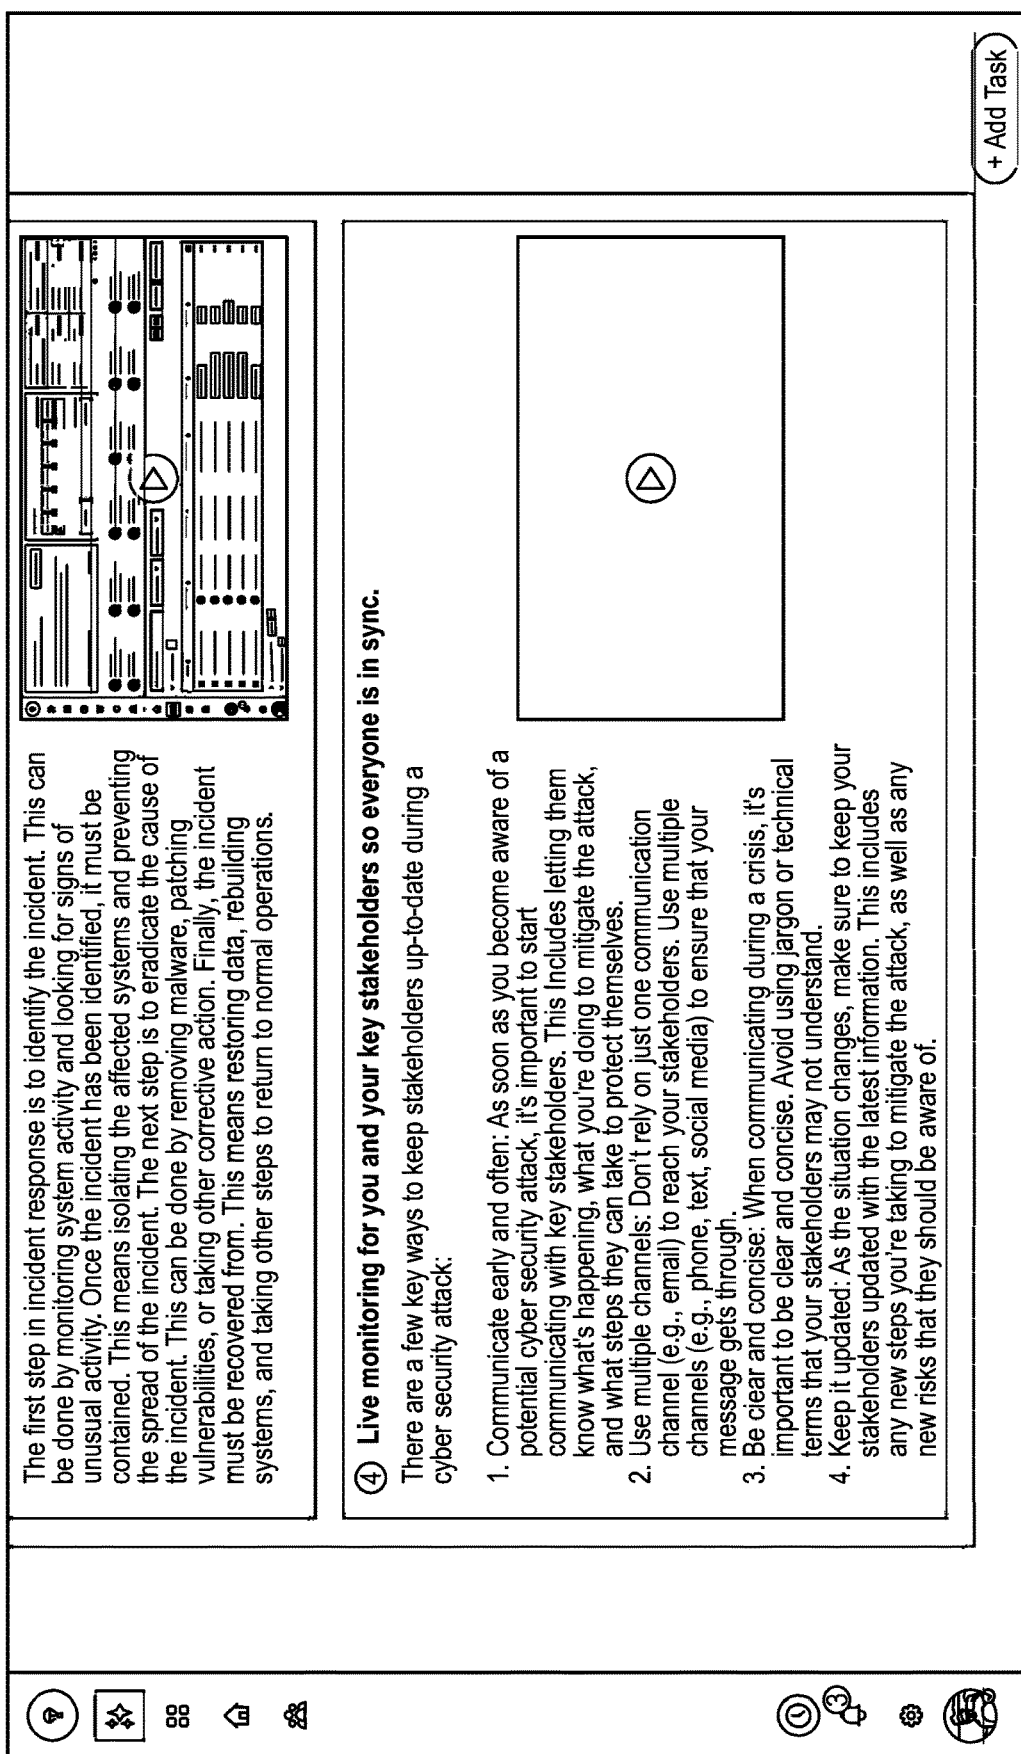 The first step in incident response is to identify the incident. This can
be done by monitoring system activity and looking for signs of
unusual activity. Once the incident has been identified, it must be
contained. This means isolating the affected systems and preventing
the spread of the incident. The next step is to eradicate the cause of
the incident. This can be done by removing malware, patching
vulnerabilities, or taking other corrective action. Finally, the incident
must be recovered from. This means restoring data, rebuilding
systems, and taking other steps to return to normal operations.
4 Live monitoring for you and your key stakeholders so everyone is in sync.
There are a few key ways to keep stakeholders up-to-date during a
cyber security attack:
1. Communicate early and often: As soon as you become aware of a
potential cyber security attack, it's important to start
communicating with key stakeholders. This Includes letting them
know what's happening, what you're doing to mitigate the attack,
and what steps they can take to protect themselves.
2. Use multiple channels: Don't rely on just one communication
channel (e.g., email) to reach your stakeholders. Use multiple
channels (e.g., phone, text, social media) to ensure that your
message gets through.
3. Be clear and concise: When communicating during a crisis, it's
important to be clear and concise. Avoid using jargon or technical
terms that your stakeholders may not understand.
4. Keep it updated: As the situation changes, make sure to keep your
stakeholders updated with the latest information. This includes
any new steps you're taking to mitigate the attack, as well as any
new risks that they should be aware of.
3
+ Add Task